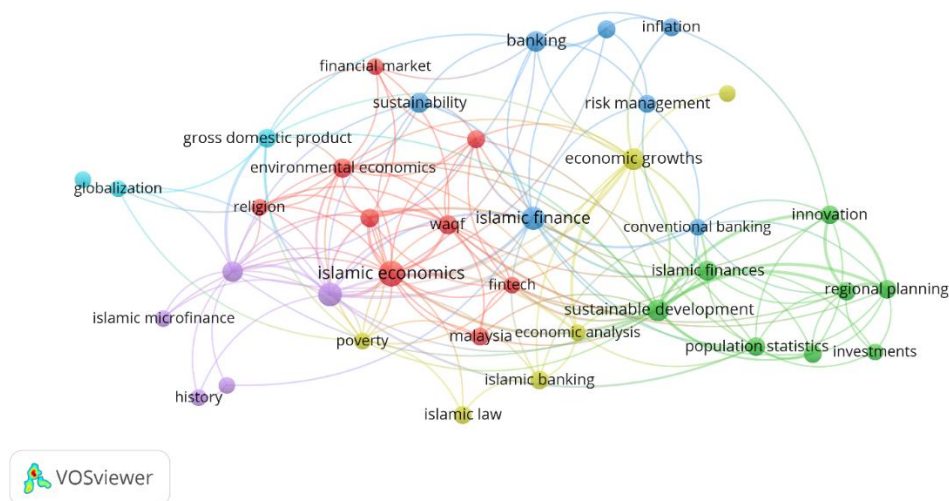 inflation
banking
financial market
sustainability
risk management
gross domestic product
economic growths
environmental economics
globalization
religion
waqf
islamic finance
innovation
conventional banking
islamic economics
islamic finances
fintech
regional planning
sustainable development
islamic microfinance
malaysia
economic analysis
poverty
population statistics
investments
islamic banking
history
islamic law
VOSviewer